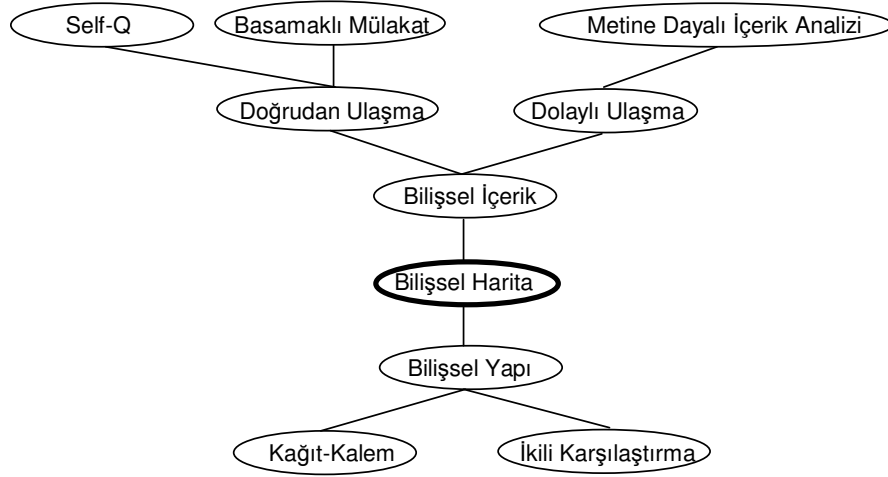 Self-Q
Basamaklı Mülakat
Metine Dayalı İçerik Analizi
Doğrudan Ulaşma
Dolaylı Ulaşma
Bilişsel İçerik
Bilişsel Harita
Bilişsel Yapı
Kağıt-Kalem
İkili Karşılaştırma